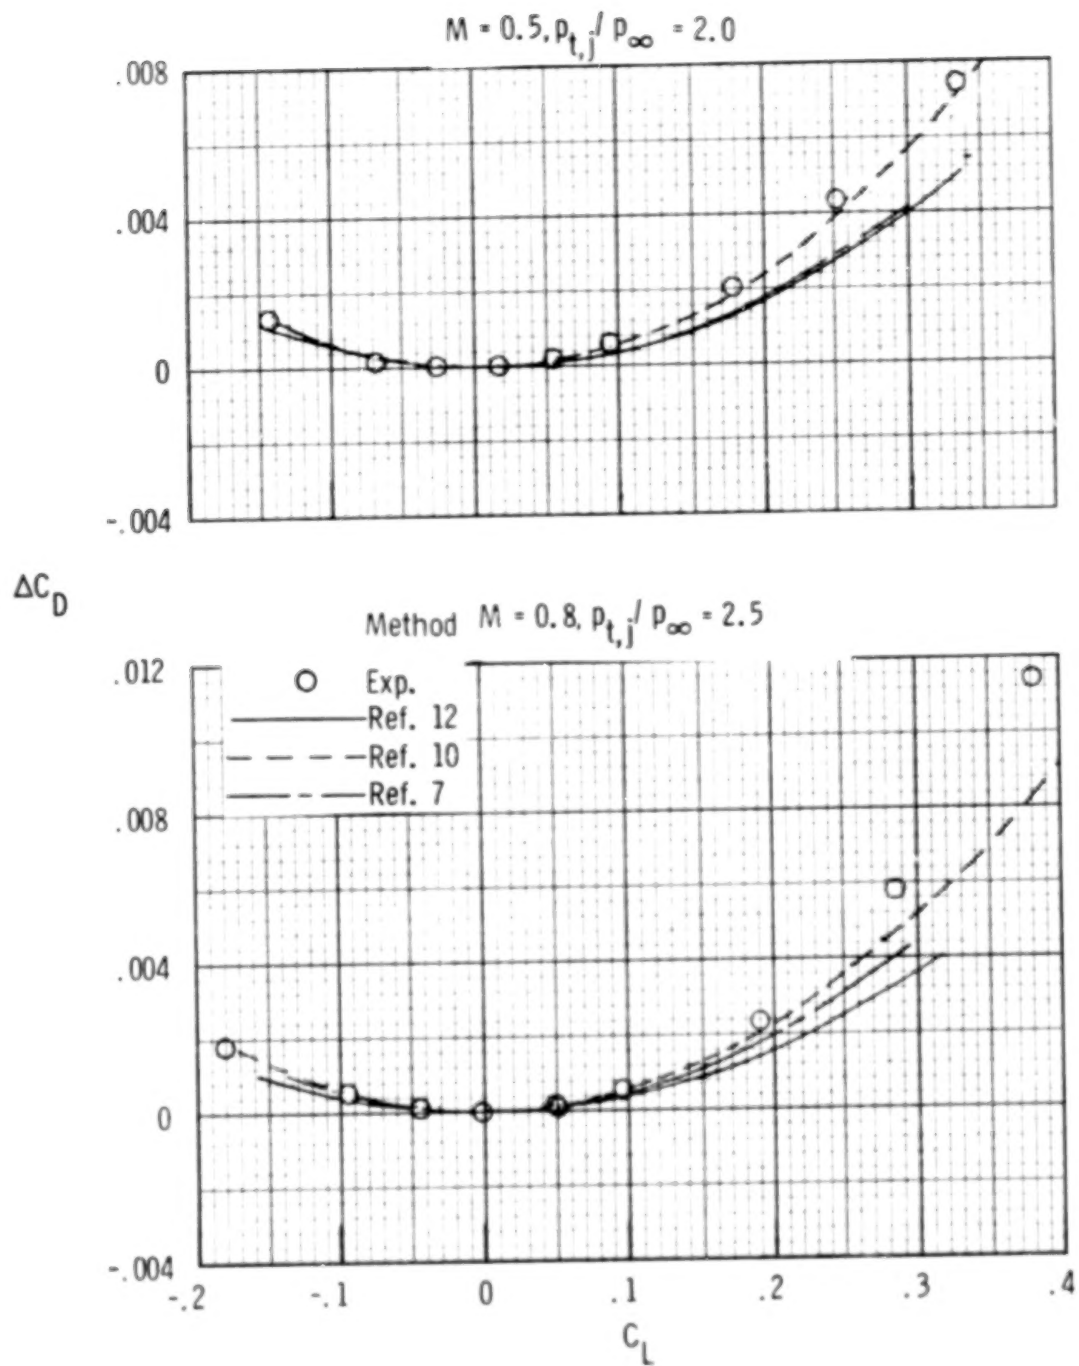 M = 0.5, p_t,j / p_∞ = 2.0
.008
.004
0
-.004
ΔC_D
Method M = 0.8, p_t,j / p_∞ = 2.5
.012
Exp.
Ref. 12
Ref. 10
Ref. 7
.008
.004
0
-.004
-.2 -.1 0 .1 .2 .3 .4
C_L